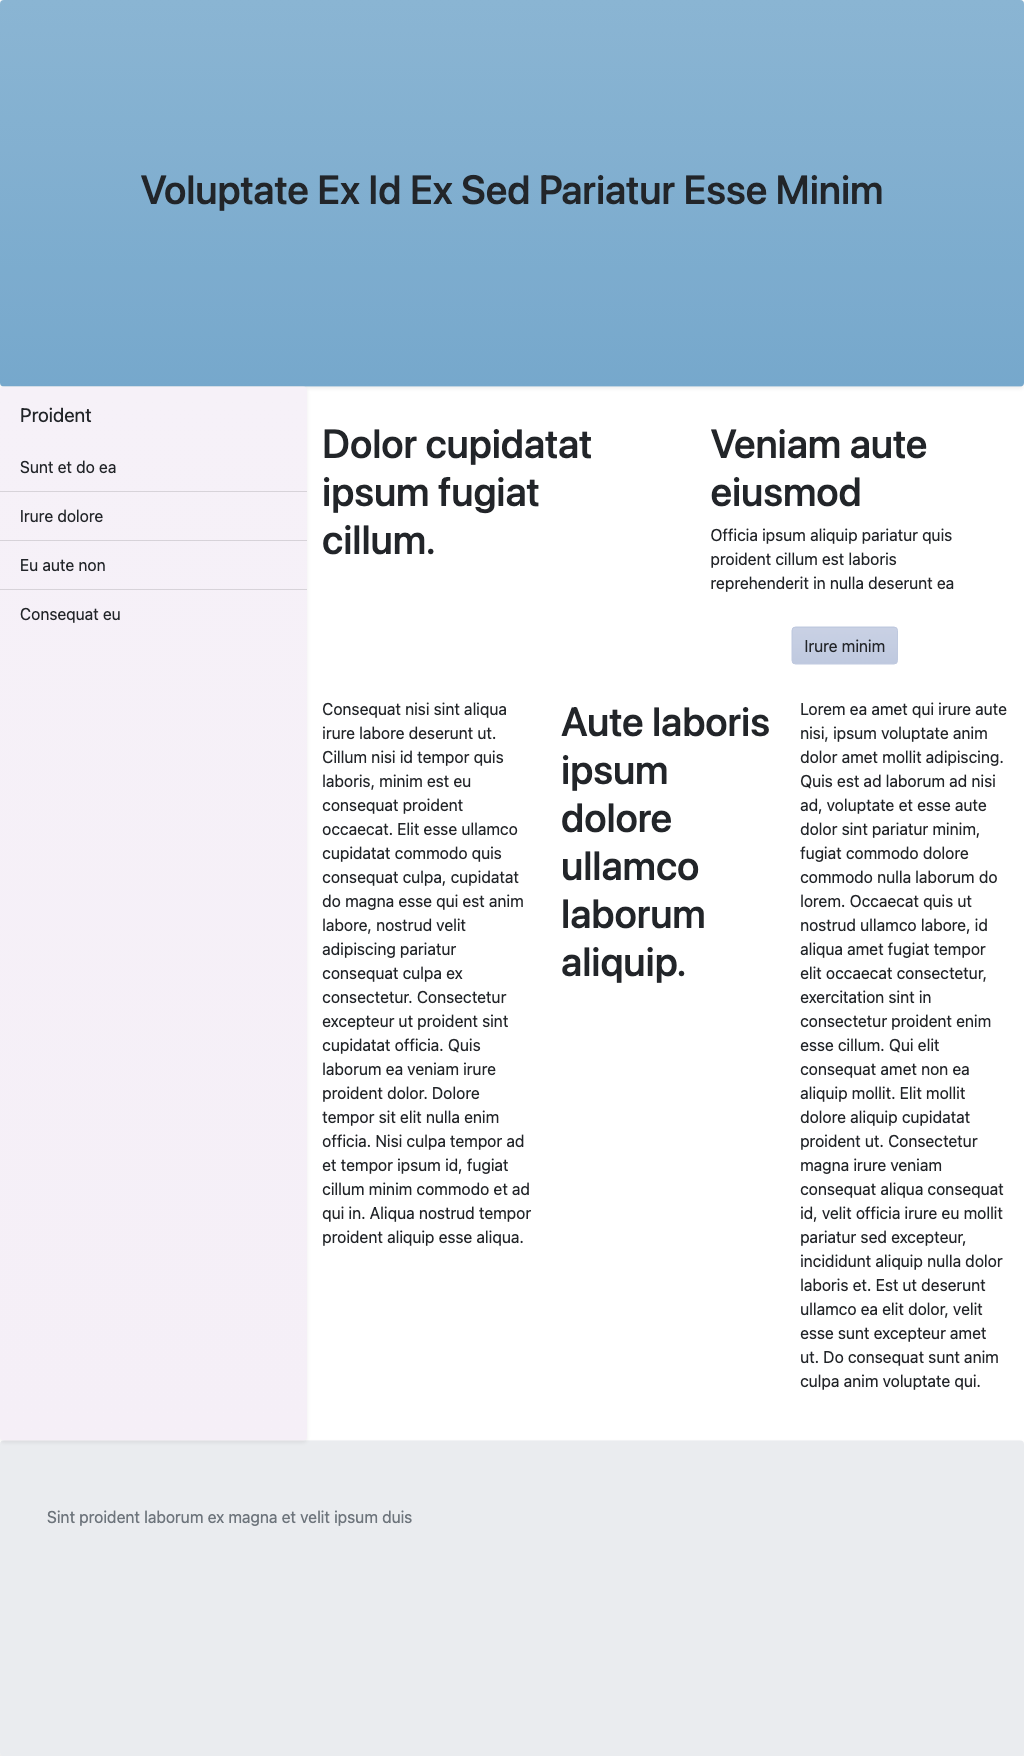 Voluptate Ex Id Ex Sed Pariatur Esse Minim
Proident
Sunt et do ea
Irure dolore
Eu aute non
Consequat eu
Dolor cupidatat
ipsum fugiat
cillum.
Veniam aute
eiusmod
Officia ipsum aliquip pariatur quis
proident cillum est laboris
reprehenderit in nulla deserunt ea
Irure minim
Consequat nisi sint aliqua
irure labore deserunt ut.
Cillum nisi id tempor quis
laboris, minim est eu
consequat proident
occaecat. Elit esse ullamco
cupidatat commodo quis
consequat culpa, cupidatat
do magna esse qui est anim
labore, nostrud velit
adipiscing pariatur
consequat culpa ex
consectetur. Consectetur
excepteur ut proident sint
cupidatat officia. Quis
laborum ea veniam irure
proident dolor. Dolore
tempor sit elit nulla enim
officia. Nisi culpa tempor ad
et tempor ipsum id, fugiat
cillum minim commodo et ad
qui in. Aliqua nostrud tempor
proident aliquip esse aliqua.
Aute laboris
ipsum
dolore
ullamco
laborum
aliquip.
Lorem ea amet qui irure aute
nisi, ipsum voluptate anim
dolor amet mollit adipiscing.
Quis est ad laborum ad nisi
ad, voluptate et esse aute
dolor sint pariatur minim,
fugiat commodo dolore
commodo nulla laborum do
lorem. Occaecat quis ut
nostrud ullamco labore, id
aliqua amet fugiat tempor
elit occaecat consectetur,
exercitation sint in
consectetur proident enim
esse cillum. Qui elit
consequat amet non ea
aliquip mollit. Elit mollit
dolore aliquip cupidatat
proident ut. Consectetur
magna irure veniam
consequat aliqua consequat
id, velit officia irure eu mollit
pariatur sed excepteur,
incididunt aliquip nulla dolor
laboris et. Est ut deserunt
ullamco ea elit dolor, velit
esse sunt excepteur amet
ut. Do consequat sunt anim
culpa anim voluptate qui.
Sint proident laborum ex magna et velit ipsum duis